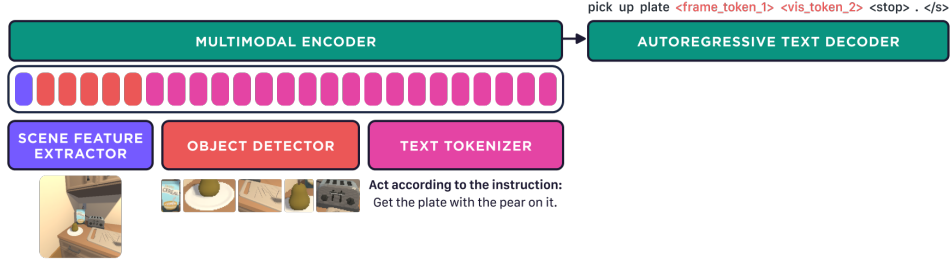 pick up plate <frame_token_1> <vis_token_2> <stop> . </s>
MULTIMODAL ENCODER
AUTOREGRESSIVE TEXT DECODER
SCENE FEATURE
EXTRACTOR
OBJECT DETECTOR
TEXT TOKENIZER
Act according to the instruction:
Get the plate with the pear on it.